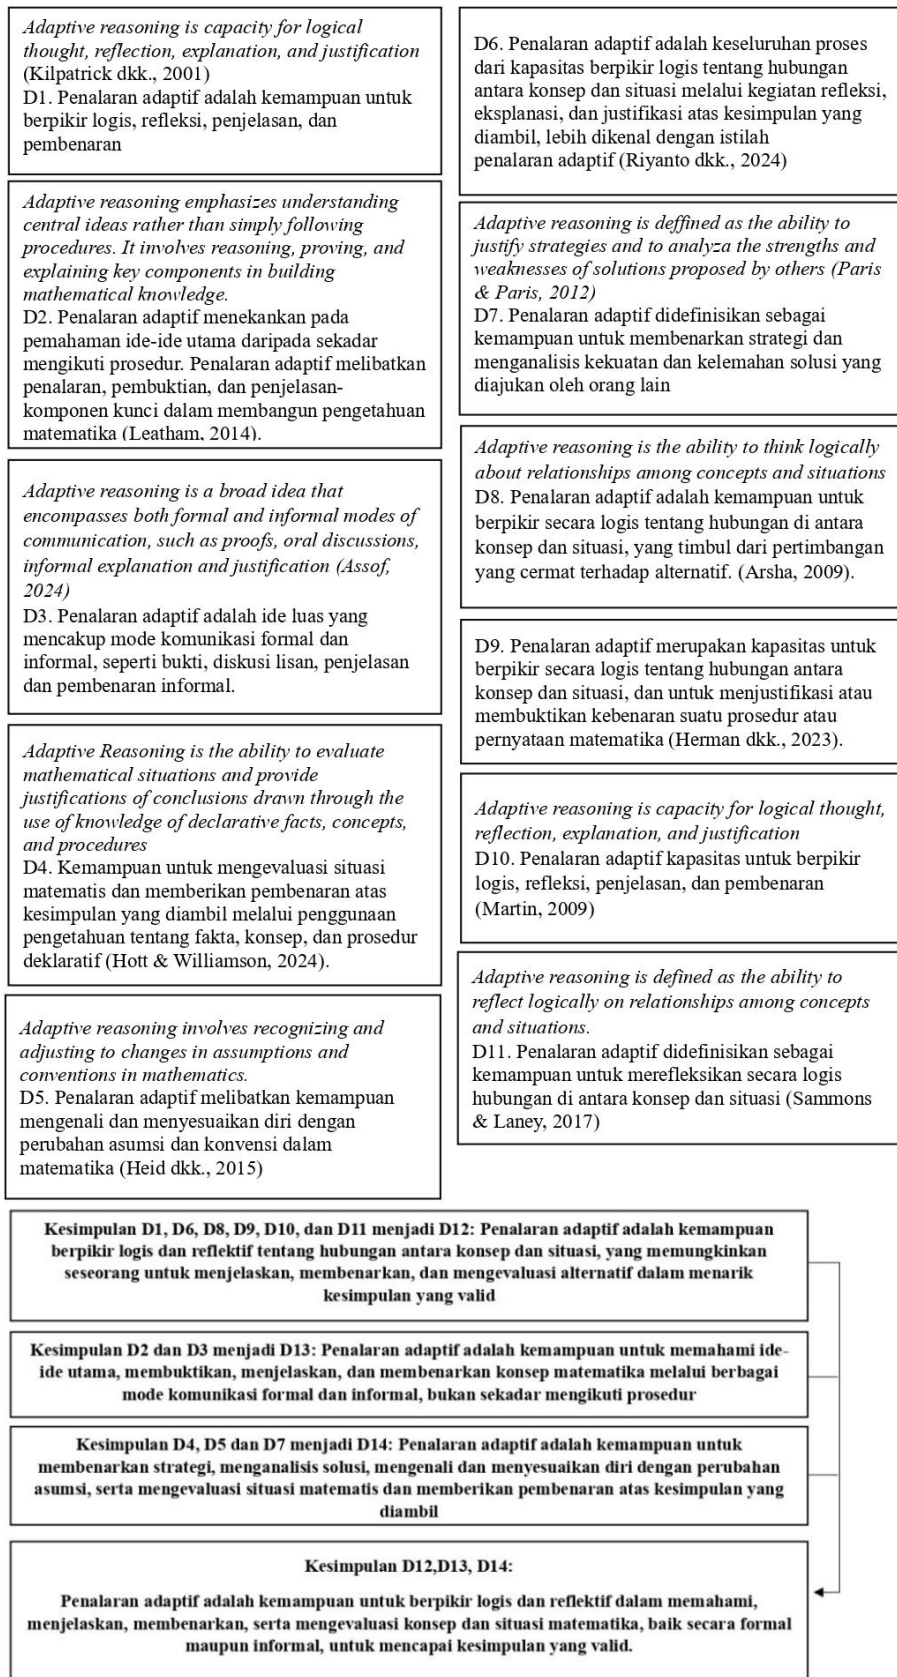 Adaptive reasoning is capacity for logical
thought, reflection, explanation, and justification
(Kilpatrick dkk., 2001)
D1. Penalaran adaptif adalah kemampuan untuk
berpikir logis, refleksi, penjelasan, dan
pembenaran
Adaptive reasoning emphasizes understanding
central ideas rather than simply following
procedures. It involves reasoning, proving, and
explaining key components in building
mathematical knowledge.
D2. Penalaran adaptif menekankan pada
pemahaman ide-ide utama daripada sekadar
mengikuti prosedur. Penalaran adaptif melibatkan
penalaran, pembuktian, dan penjelasan-
komponen kunci dalam membangun pengetahuan
matematika (Leatham, 2014).
Adaptive reasoning is a broad idea that
encompasses both formal and informal modes of
communication, such as proofs, oral discussions,
informal explanation and justification (Assof,
2024)
D3. Penalaran adaptif adalah ide luas yang
mencakup mode komunikasi formal dan
informal, seperti bukti, diskusi lisan, penjelasan
dan pembenaran informal.
Adaptive Reasoning is the ability to evaluate
mathematical situations and provide
justifications of conclusions drawn through the
use of knowledge of declarative facts, concepts,
and procedures
D4. Kemampuan untuk mengevaluasi situasi
matematis dan memberikan pembenaran atas
kesimpulan yang diambil melalui penggunaan
pengetahuan tentang fakta, konsep, dan prosedur
deklaratif (Hott & Williamson, 2024).
Adaptive reasoning involves recognizing and
adjusting to changes in assumptions and
conventions in mathematics.
D5. Penalaran adaptif melibatkan kemampuan
mengenali dan menyesuaikan diri dengan
perubahan asumsi dan konvensi dalam
matematika (Heid dkk., 2015)
D6. Penalaran adaptif adalah keseluruhan proses
dari kapasitas berpikir logis tentang hubungan
antara konsep dan situasi melalui kegiatan refleksi,
eksplanasi, dan justifikasi atas kesimpulan yang
diambil, lebih dikenal dengan istilah
penalaran adaptif (Riyanto dkk., 2024)
Adaptive reasoning is deffined as the ability to
justify strategies and to analyza the strengths and
weaknesses of solutions proposed by others (Paris
& Paris, 2012)
D7. Penalaran adaptif didefinisikan sebagai
kemampuan untuk membenarkan strategi dan
menganalisis kekuatan dan kelemahan solusi yang
diajukan oleh orang lain
Adaptive reasoning is the ability to think logically
about relationships among concepts and situations
D8. Penalaran adaptif adalah kemampuan untuk
berpikir secara logis tentang hubungan di antara
konsep dan situasi, yang timbul dari pertimbangan
yang cermat terhadap alternatif. (Arsha, 2009).
D9. Penalaran adaptif merupakan kapasitas untuk
berpikir secara logis tentang hubungan antara
konsep dan situasi, dan untuk menjustifikasi atau
membuktikan kebenaran suatu prosedur atau
pernyataan matematika (Herman dkk., 2023).
Adaptive reasoning is capacity for logical thought,
reflection, explanation, and justification
D10. Penalaran adaptif kapasitas untuk berpikir
logis, refleksi, penjelasan, dan pembenaran
(Martin, 2009)
Adaptive reasoning is defined as the ability to
reflect logically on relationships among concepts
and situations.
D11. Penalaran adaptif didefinisikan sebagai
kemampuan untuk merefleksikan secara logis
hubungan di antara konsep dan situasi (Sammons
& Laney, 2017)
Kesimpulan D1, D6, D8, D9, D10, dan D11 menjadi D12: Penalaran adaptif adalah kemampuan
berpikir logis dan reflektif tentang hubungan antara konsep dan situasi, yang memungkinkan
seseorang untuk menjelaskan, membenarkan, dan mengevaluasi alternatif dalam menarik
kesimpulan yang valid
Kesimpulan D2 dan D3 menjadi D13: Penalaran adaptif adalah kemampuan untuk memahami ide-
ide utama, membuktikan, menjelaskan, dan membenarkan konsep matematika melalui berbagai
mode komunikasi formal dan informal, bukan sekadar mengikuti prosedur
Kesimpulan D4, D5 dan D7 menjadi D14: Penalaran adaptif adalah kemampuan untuk
membenarkan strategi, menganalisis solusi, mengenali dan menyesuaikan diri dengan perubahan
asumsi, serta mengevaluasi situasi matematis dan memberikan pembenaran atas kesimpulan yang
diambil
Kesimpulan D12,D13, D14:
Penalaran adaptif adalah kemampuan untuk berpikir logis dan reflektif dalam memahami,
menjelaskan, membenarkan, serta mengevaluasi konsep dan situasi matematika, baik secara formal
maupun informal, untuk mencapai kesimpulan yang valid.